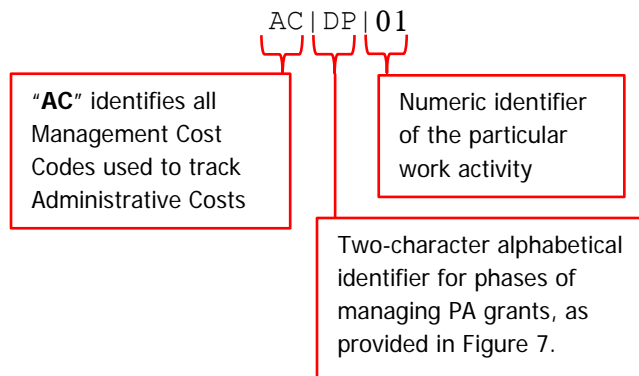 AC|DP|01
“AC” identifies all
Management Cost
Codes used to track
Administrative Costs
Numeric identifier
of the particular
work activity
Two-character alphabetical
identifier for phases of
managing PA grants, as
provided in Figure 7.